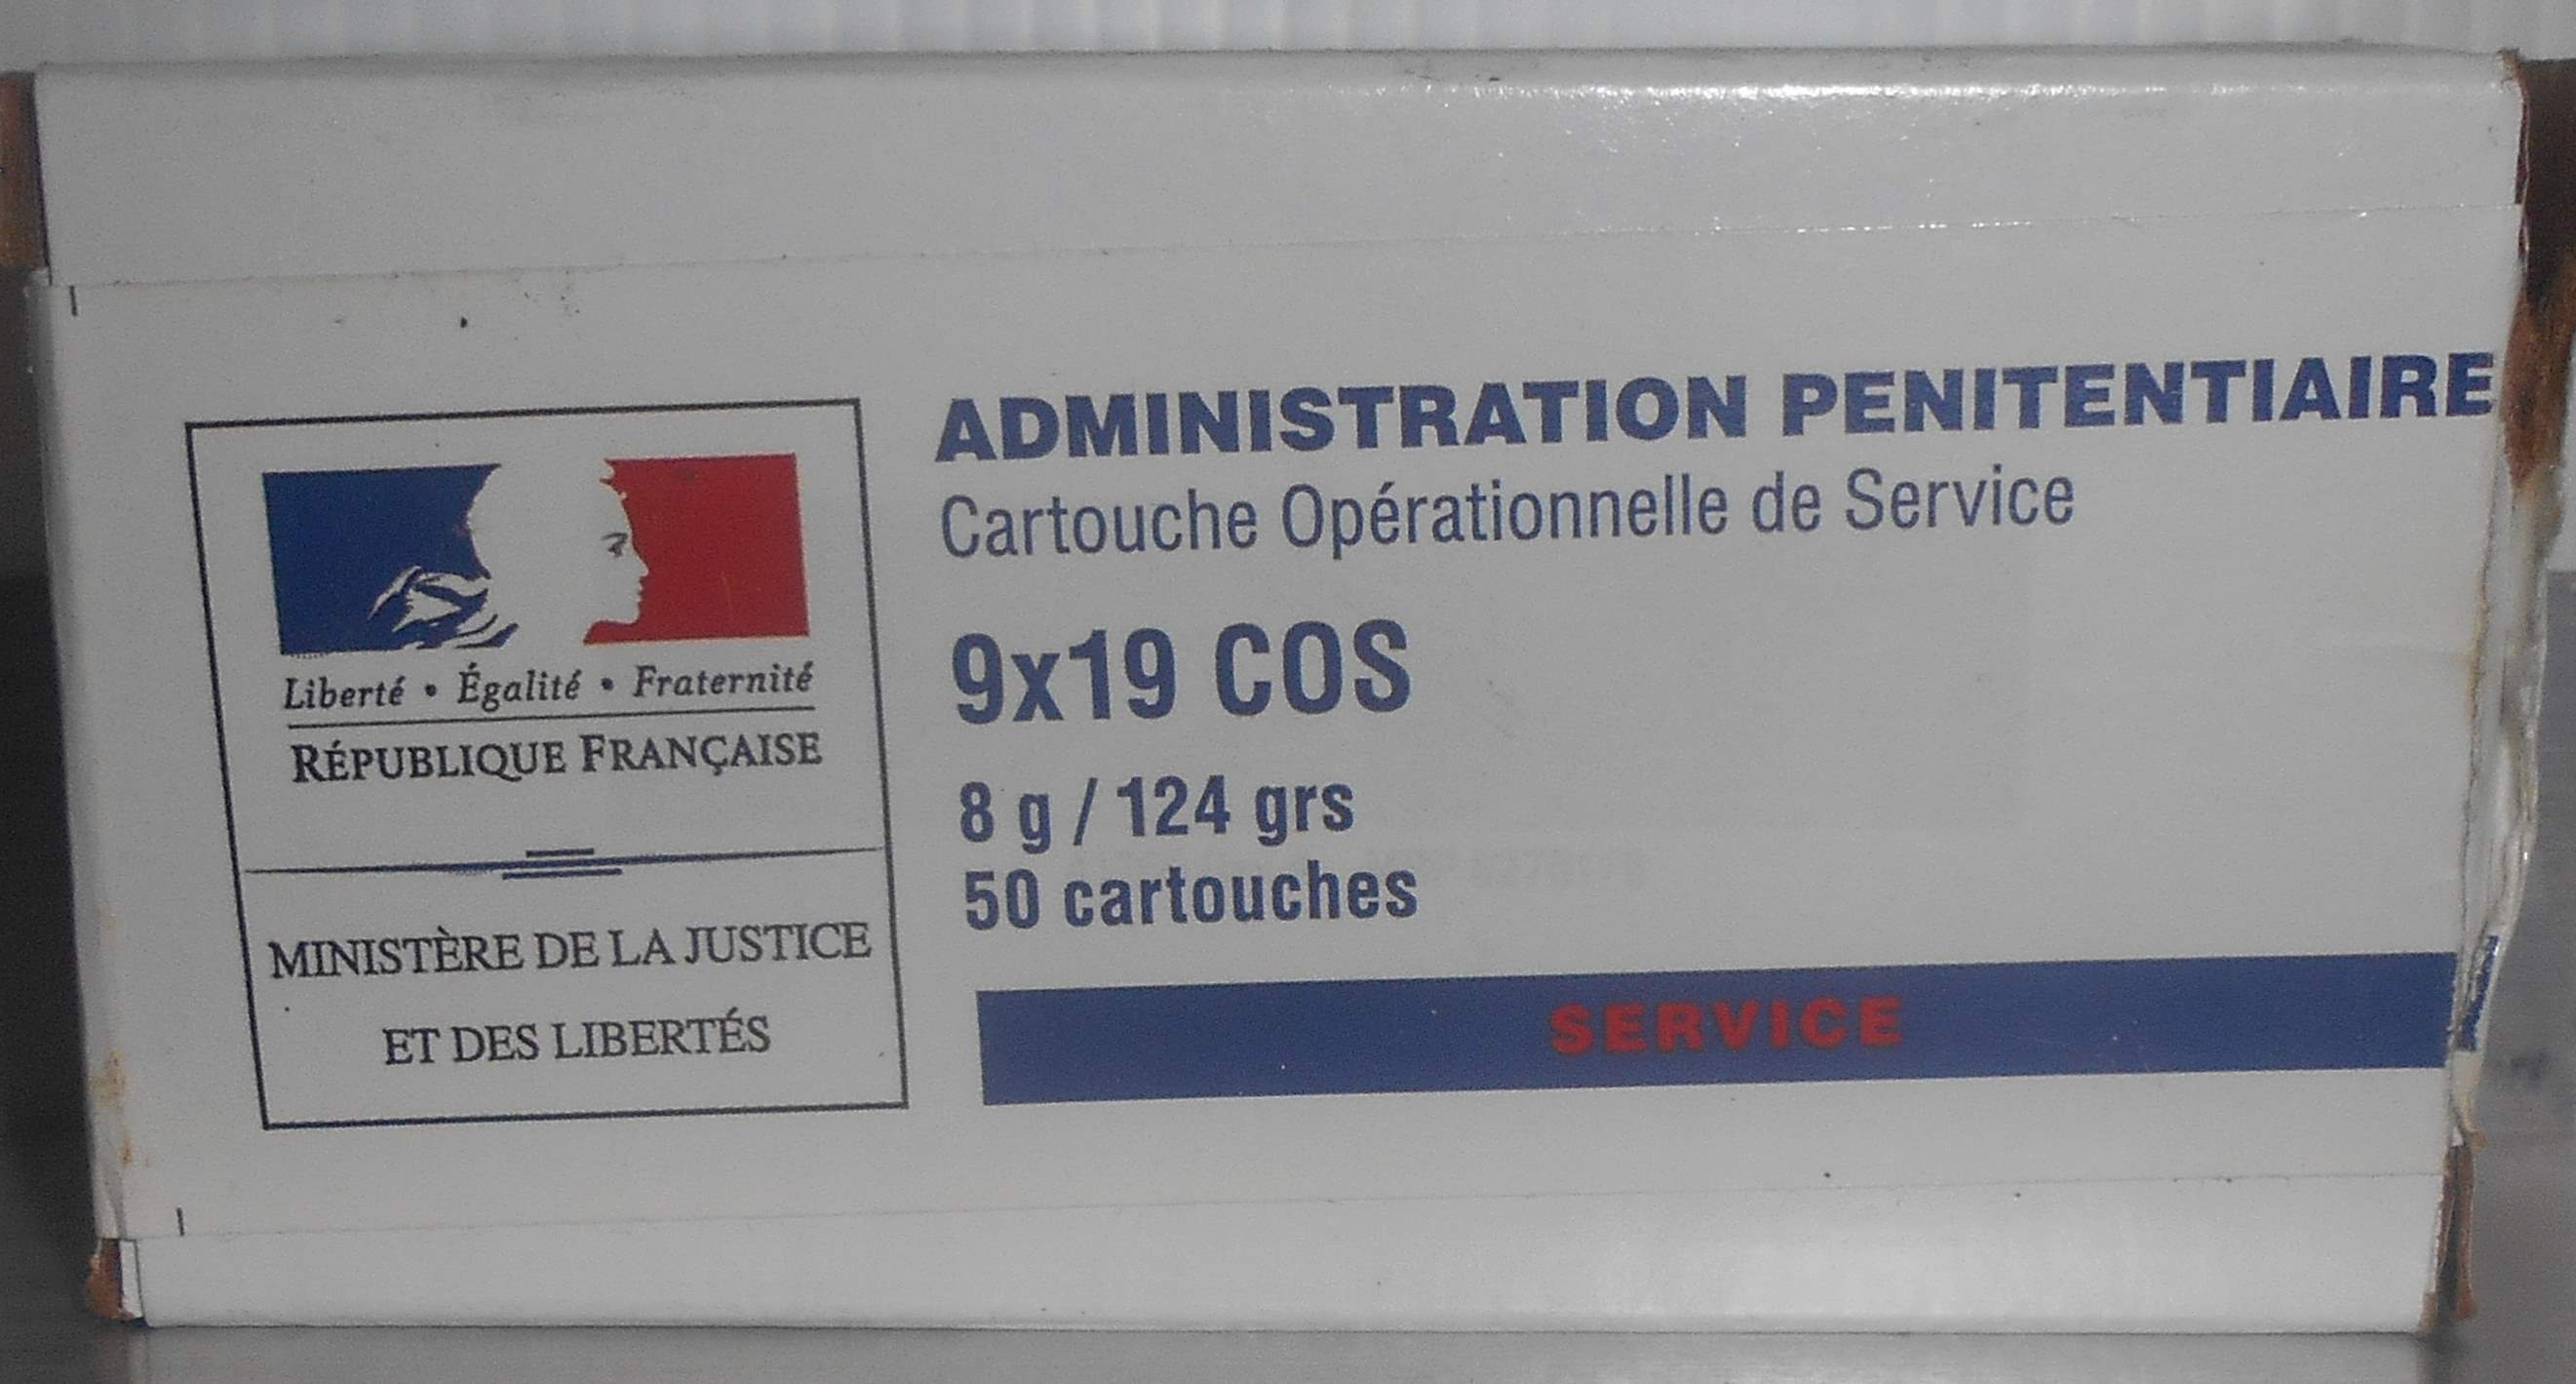 Liberté • Égalité • Fraternité
RÉPUBLIQUE FRANÇAISE
MINISTÈRE DE LA JUSTICE
ET DES LIBERTÉS
ADMINISTRATION PENITENTIAIRE
Cartouche Opérationnelle de Service
9x19 COS
8 g / 124 grs
50 cartouches
SERVICE